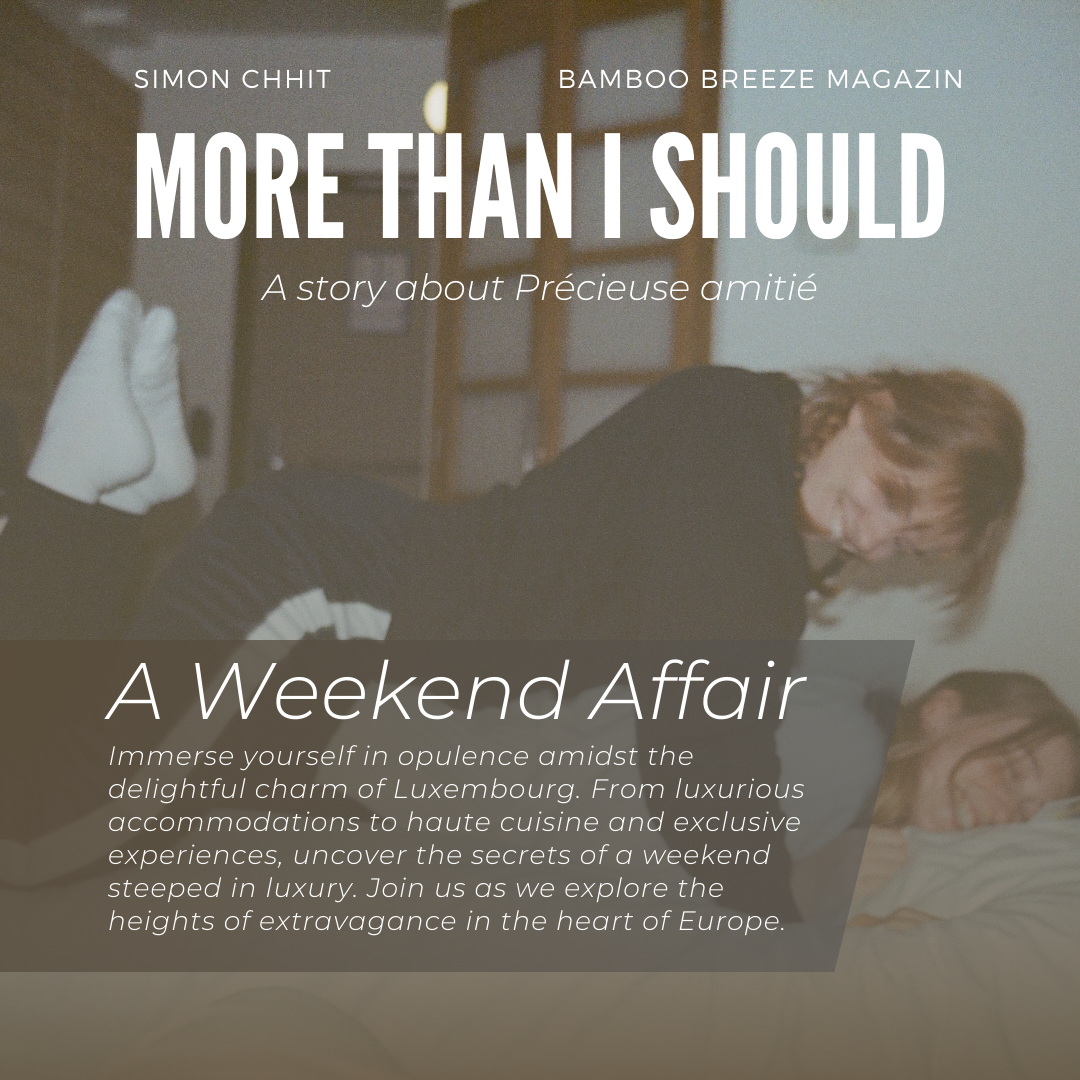 SIMON CHHIT
BAMBOO BREEZE MAGAZIN
MORE THAN I SHOULD
A story about Précieuse amitié
A Weekend Affair
Immerse yourself in opulence amidst the
delightful charm of Luxembourg. From luxurious
accommodations to haute cuisine and exclusive
experiences, uncover the secrets of a weekend
steeped in luxury. Join us as we explore the
heights of extravagance in the heart of Europe.